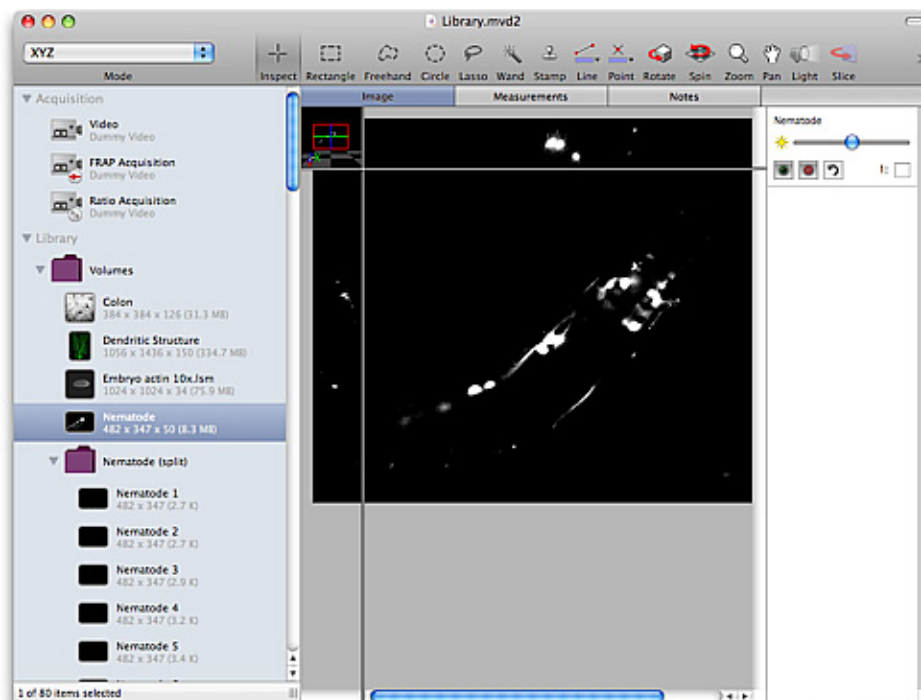 Library.mvd2
XYZ
Mode
Inspect Rectangle Freehand Circle Lasso Wand Stamp Line Point Rotate Spin Zoom Pan Light Slice
Image Measurements Notes
Acquisition
Video
Dummy Video
FRAP Acquisition
Dummy Video
Ratio Acquisition
Dummy Video
Library
Volumes
Colon
384 x 384 x 126 (31.3 MB)
Dendritic Structure
1056 x 1436 x 150 (334.7 MB)
Embryo actin 10x.lsm
1024 x 1024 x 34 (75.9 MB)
Nematode
482 x 347 x 50 (8.3 MB)
Nematode (split)
Nematode 1
482 x 347 (2.7 K)
Nematode 2
482 x 347 (2.7 K)
Nematode 3
482 x 347 (2.9 K)
Nematode 4
482 x 347 (3.2 K)
Nematode 5
482 x 347 (3.4 K)
1 of 80 items selected
Nematode